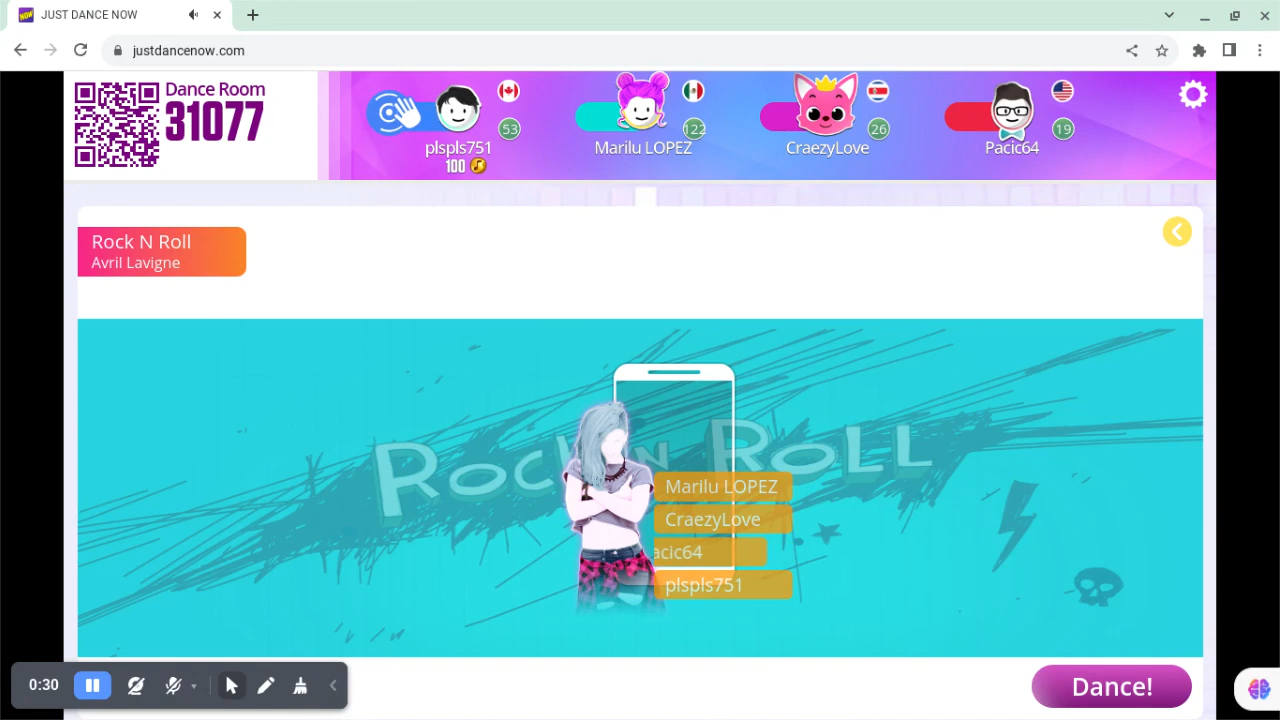 JUST DANCE NOW
justdancenow.com
Dance Room
31077
53
122
26
19
plspls751
Marilu LOPEZ
CraezyLove
Pacic64
100
Rock N Roll
Avril Lavigne
ROCK N ROLL
Marilu LOPEZ
CraezyLove
acic64
plspls751
0:30
Dance!